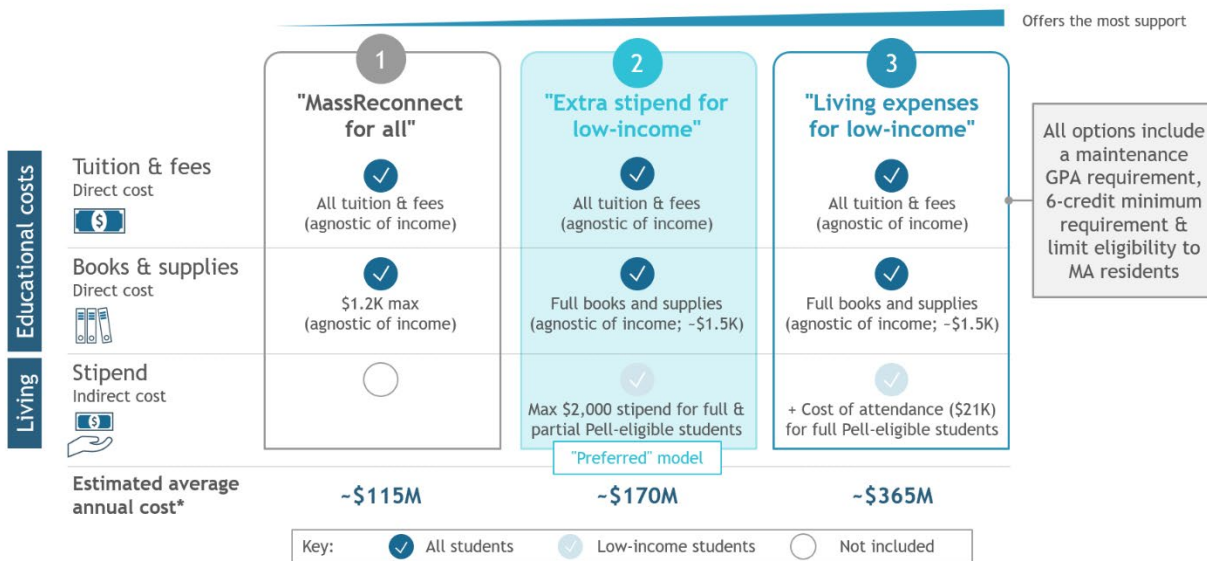 Offers the most support
1
"MassReconnect
for all"
2
"Extra stipend for
low-income"
3
"Living expenses
for low-income"
All options include
a maintenance
GPA requirement,
6-credit minimum
requirement &
limit eligibility to
MA residents
Educational costs
Tuition & fees
Direct cost
$
All tuition & fees
(agnostic of income)
All tuition & fees
(agnostic of income)
All tuition & fees
(agnostic of income)
Books & supplies
Direct cost
$1.2K max
(agnostic of income)
Full books and supplies
(agnostic of income; ~$1.5K)
Full books and supplies
(agnostic of income; ~$1.5K)
Living
Stipend
Indirect cost
$
Max $2,000 stipend for full &
partial Pell-eligible students
+ Cost of attendance ($21K)
for full Pell-eligible students
"Preferred" model
Estimated average
annual cost*
~$115M
~$170M
~$365M
Key:
All students
Low-income students
Not included